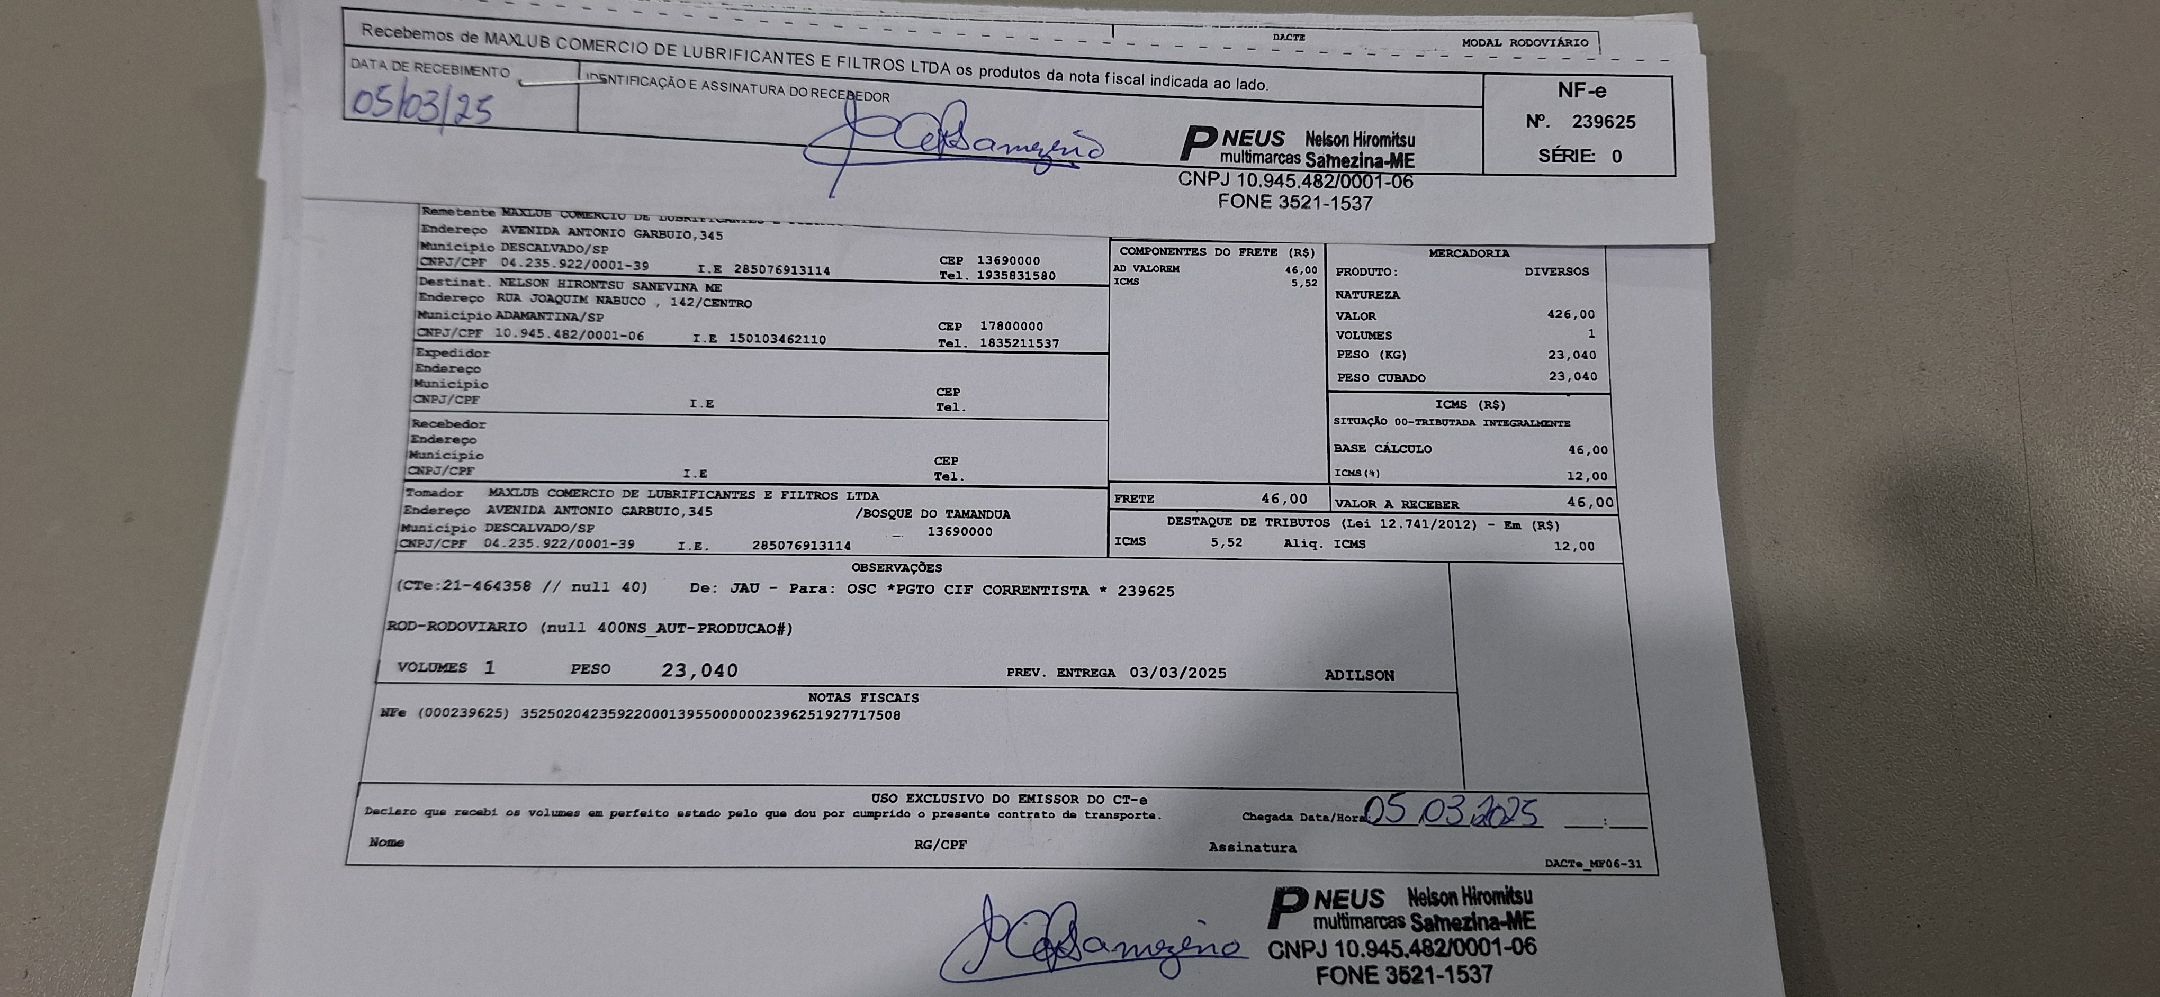 DACTE
MODAL RODOVIÁRIO
Recebemos de MAXLUB COMERCIO DE LUBRIFICANTES E FILTROS LTDA os produtos da nota fiscal indicada ao lado.
DATA DE RECEBIMENTO
05/03/25
IDENTIFICAÇÃO E ASSINATURA DO RECEBEDOR
NF-e
Nº. 239625
SÉRIE: 0
PNEUS Nelson Hiromitsu
multimarcas Samezina-ME
CNPJ 10.945.482/0001-06
FONE 3521-1537
Remetente MAXLUB COMERCIO DE LUBRIFICANTES E
Endereço AVENIDA ANTONIO GARBUIO,345
Município DESCALVADO/SP CEP 13690000
CNPJ/CPF 04.235.922/0001-39 I.E 285076913114 Tel. 1935831580
Destinat. NELSON HIRONTSU SANEVINA ME
Endereço RUA JOAQUIM NABUCO , 142/CENTRO
Município ADAMANTINA/SP CEP 17800000
CNPJ/CPF 10.945.482/0001-06 I.E 150103462110 Tel. 1835211537
Expedidor
Endereço
Município CEP
CNPJ/CPF I.E Tel.
Recebedor
Endereço
Município CEP
CNPJ/CPF I.E Tel.
Tomador MAXLUB COMERCIO DE LUBRIFICANTES E FILTROS LTDA
Endereço AVENIDA ANTONIO GARBUIO,345 /BOSQUE DO TAMANDUA
Município DESCALVADO/SP 13690000
CNPJ/CPF 04.235.922/0001-39 I.E. 285076913114
COMPONENTES DO FRETE (R$)
AD VALOREM 46,00
ICMS 5,52
MERCADORIA
PRODUTO: DIVERSOS
NATUREZA
VALOR 426,00
VOLUMES 1
PESO (KG) 23,040
PESO CUBADO 23,040
ICMS (R$)
SITUAÇÃO 00-TRIBUTADA INTEGRALMENTE
BASE CÁLCULO 46,00
ICMS(%) 12,00
FRETE 46,00
VALOR A RECEBER 46,00
DESTAQUE DE TRIBUTOS (Lei 12.741/2012) - Em (R$)
ICMS 5,52 Aliq. ICMS 12,00
OBSERVAÇÕES
(CTe:21-464358 // null 40) De: JAU - Para: OSC *PGTO CIF CORRENTISTA * 239625
ROD-RODOVIARIO (null 400NS_AUT-PRODUCAO#)
VOLUMES 1 PESO 23,040 PREV. ENTREGA 03/03/2025 ADILSON
NOTAS FISCAIS
NFe (000239625) 35250204235922000139550000002396251927717508
USO EXCLUSIVO DO EMISSOR DO CT-e
Declaro que recebi os volumes em perfeito estado pelo que dou por cumprido o presente contrato de transporte.
Chegada Data/Hora 05 03 2025 __:__
Nome RG/CPF Assinatura
DACTe_MF06-31
PNEUS Nelson Hiromitsu
multimarcas Samezina-ME
CNPJ 10.945.482/0001-06
FONE 3521-1537